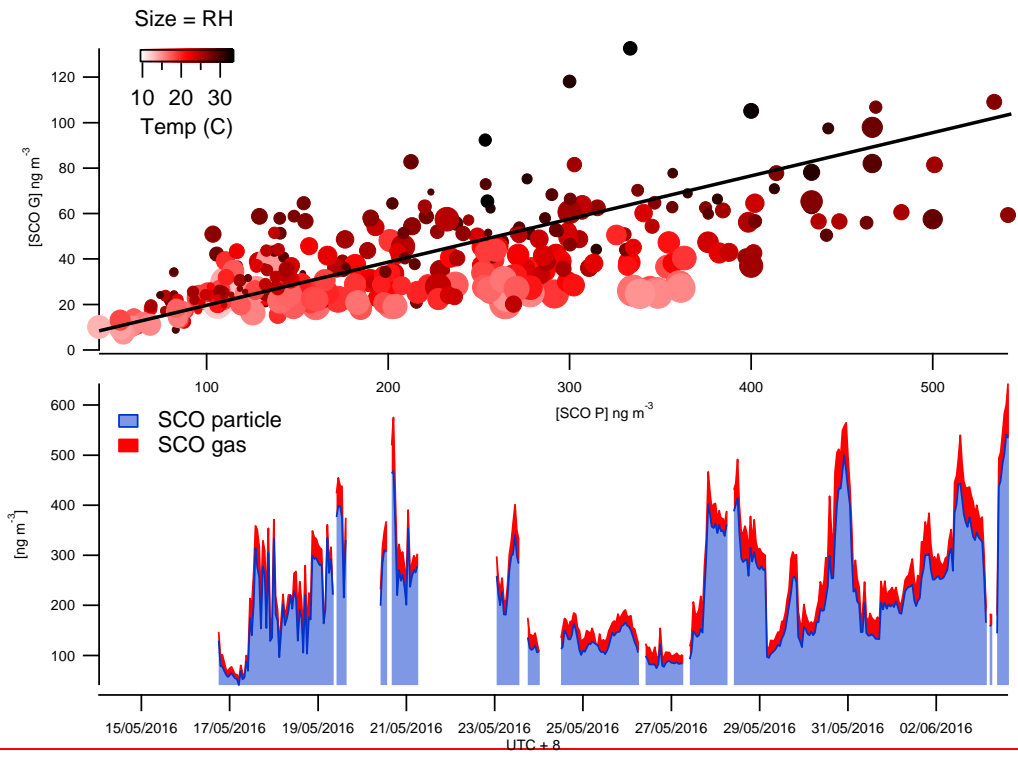 Size = RH
10 20 30
Temp (C)
[SCO G] ng m-3
120
100
80
60
40
20
0
100 200 300 400 500
[SCO P] ng m-3
SCO particle
SCO gas
[ng m-3]
600
500
400
300
200
100
15/05/2016 17/05/2016 19/05/2016 21/05/2016 23/05/2016 25/05/2016 27/05/2016 29/05/2016 31/05/2016 02/06/2016
UTC + 8